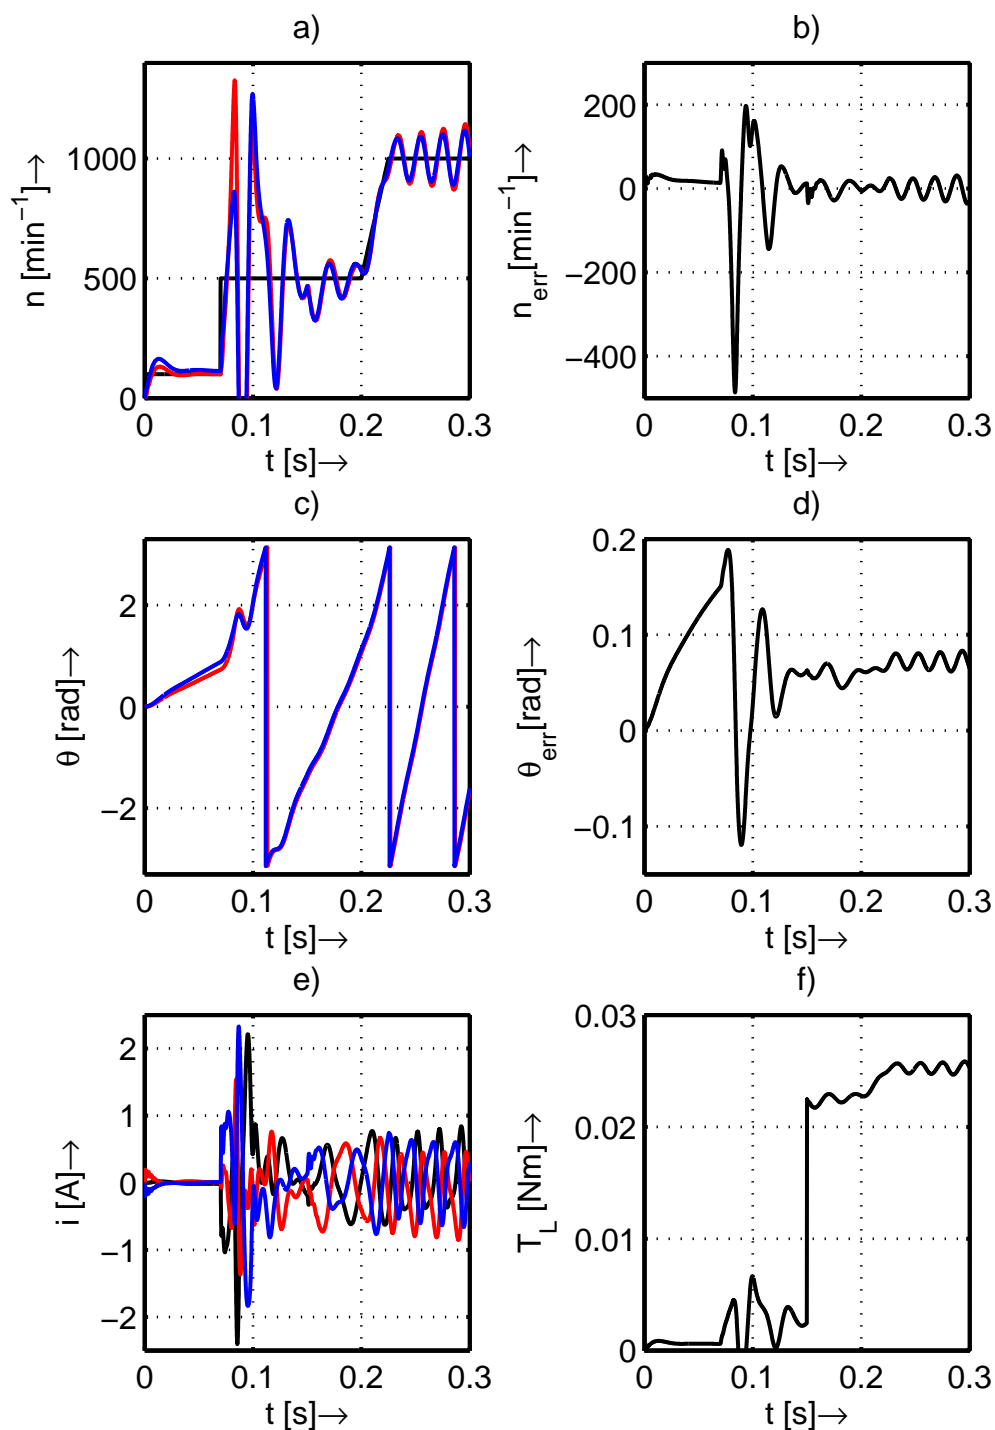 a)
n [min⁻¹]→
1000
500
0
0 0.1 0.2 0.3
t [s]→
b)
n_err[min⁻¹]→
200
0
−200
−400
0 0.1 0.2 0.3
t [s]→
c)
θ [rad]→
2
0
−2
0 0.1 0.2 0.3
t [s]→
d)
θ_err[rad]→
0.2
0.1
0
−0.1
0 0.1 0.2 0.3
t [s]→
e)
i [A]→
2
1
0
−1
−2
0 0.1 0.2 0.3
t [s]→
f)
T_L [Nm]→
0.03
0.02
0.01
0
0 0.1 0.2 0.3
t [s]→